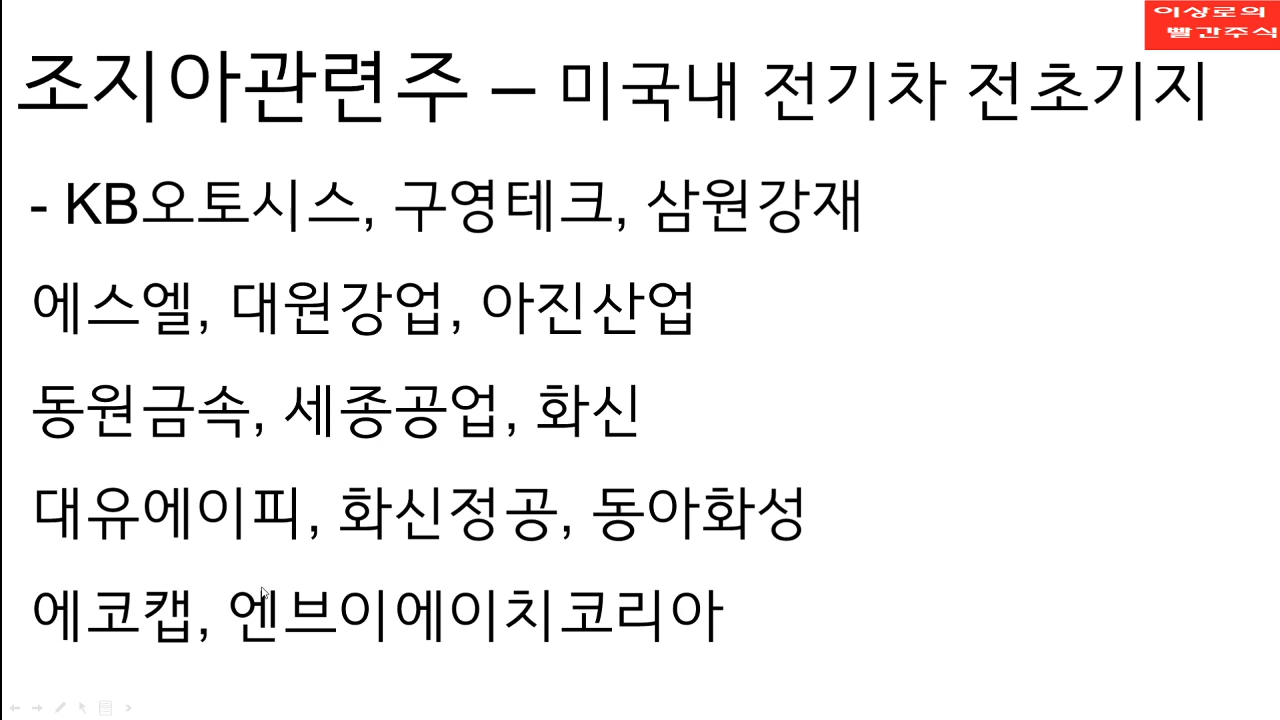 이상로의
빨간주식
조지아관련주 – 미국내 전기차 전초기지
- KB오토시스, 구영테크, 삼원강재
에스엘, 대원강업, 아진산업
동원금속, 세종공업, 화신
대유에이피, 화신정공, 동아화성
에코캡, 엔브이에이치코리아